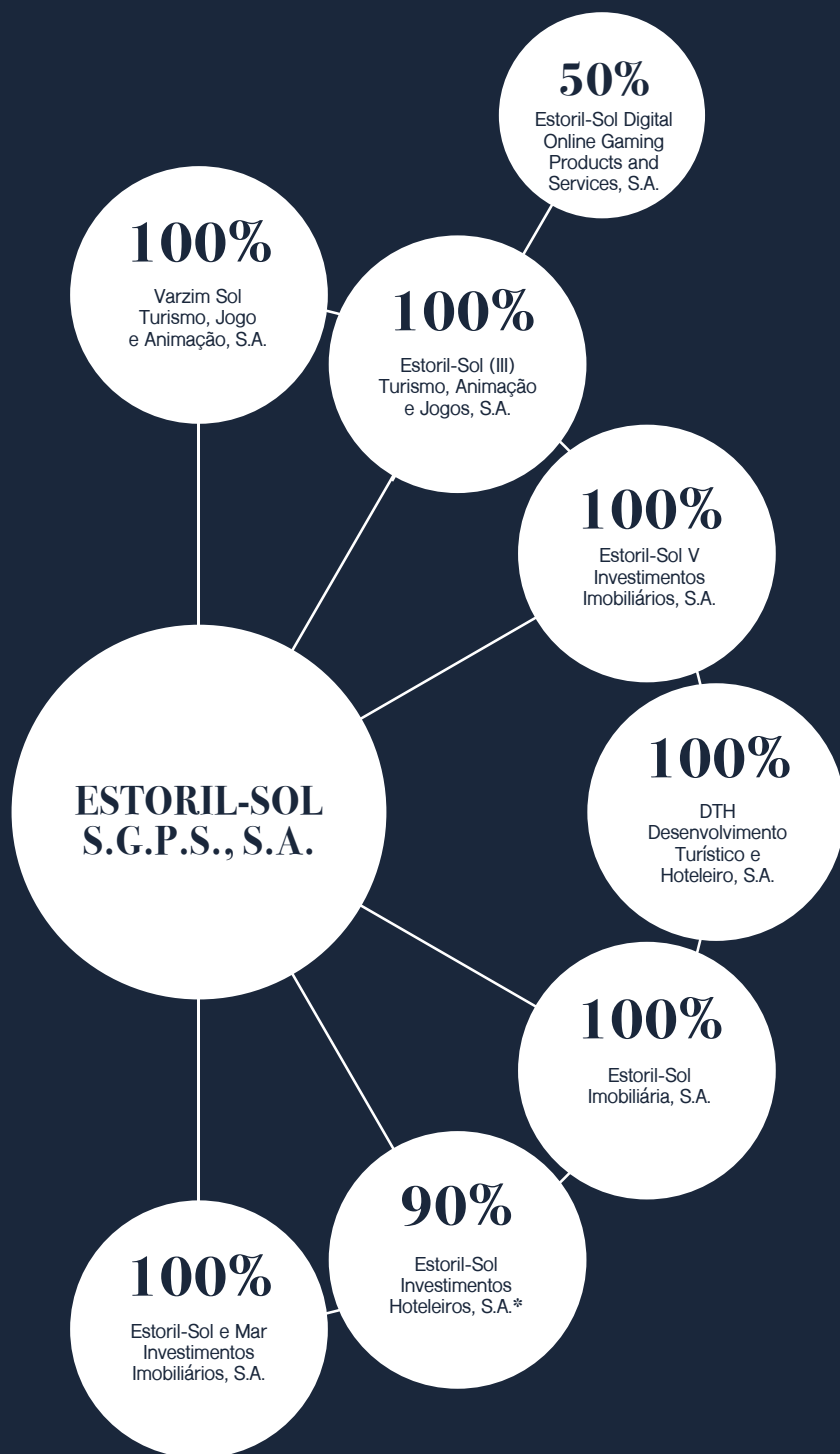 50%
Estoril-Sol Digital
Online Gaming
Products and
Services, S.A.
100%
Varzim Sol
Turismo, Jogo
e Animação, S.A.
100%
Estoril-Sol (III)
Turismo, Animação
e Jogos, S.A.
100%
Estoril-Sol V
Investimentos
Imobiliários, S.A.
ESTORIL-SOL
S.G.P.S., S.A.
100%
DTH
Desenvolvimento
Turístico e
Hoteleiro, S.A.
100%
Estoril-Sol
Imobiliária, S.A.
90%
Estoril-Sol
Investimentos
Hoteleiros, S.A.*
100%
Estoril-Sol e Mar
Investimentos
Imobiliários, S.A.